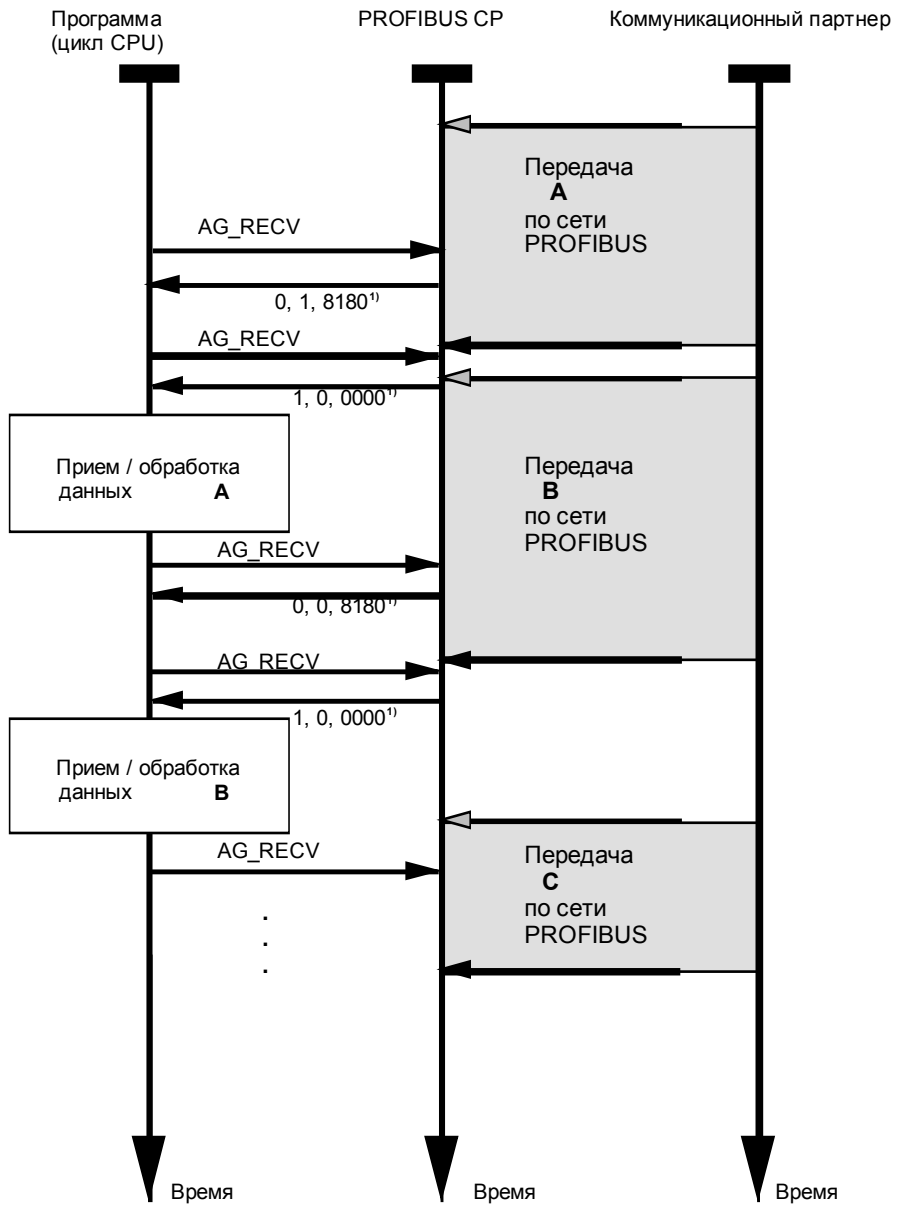 Программа
(цикл CPU)
PROFIBUS CP
Коммуникационный партнер
Передача
A
по сети
PROFIBUS
AG_RECV
0, 1, 8180¹⁾
AG_RECV
1, 0, 0000¹⁾
Прием / обработка
данных A
Передача
B
по сети
PROFIBUS
AG_RECV
0, 0, 8180¹⁾
AG_RECV
1, 0, 0000¹⁾
Прием / обработка
данных B
AG_RECV
Передача
C
по сети
PROFIBUS
.
.
.
Время
Время
Время